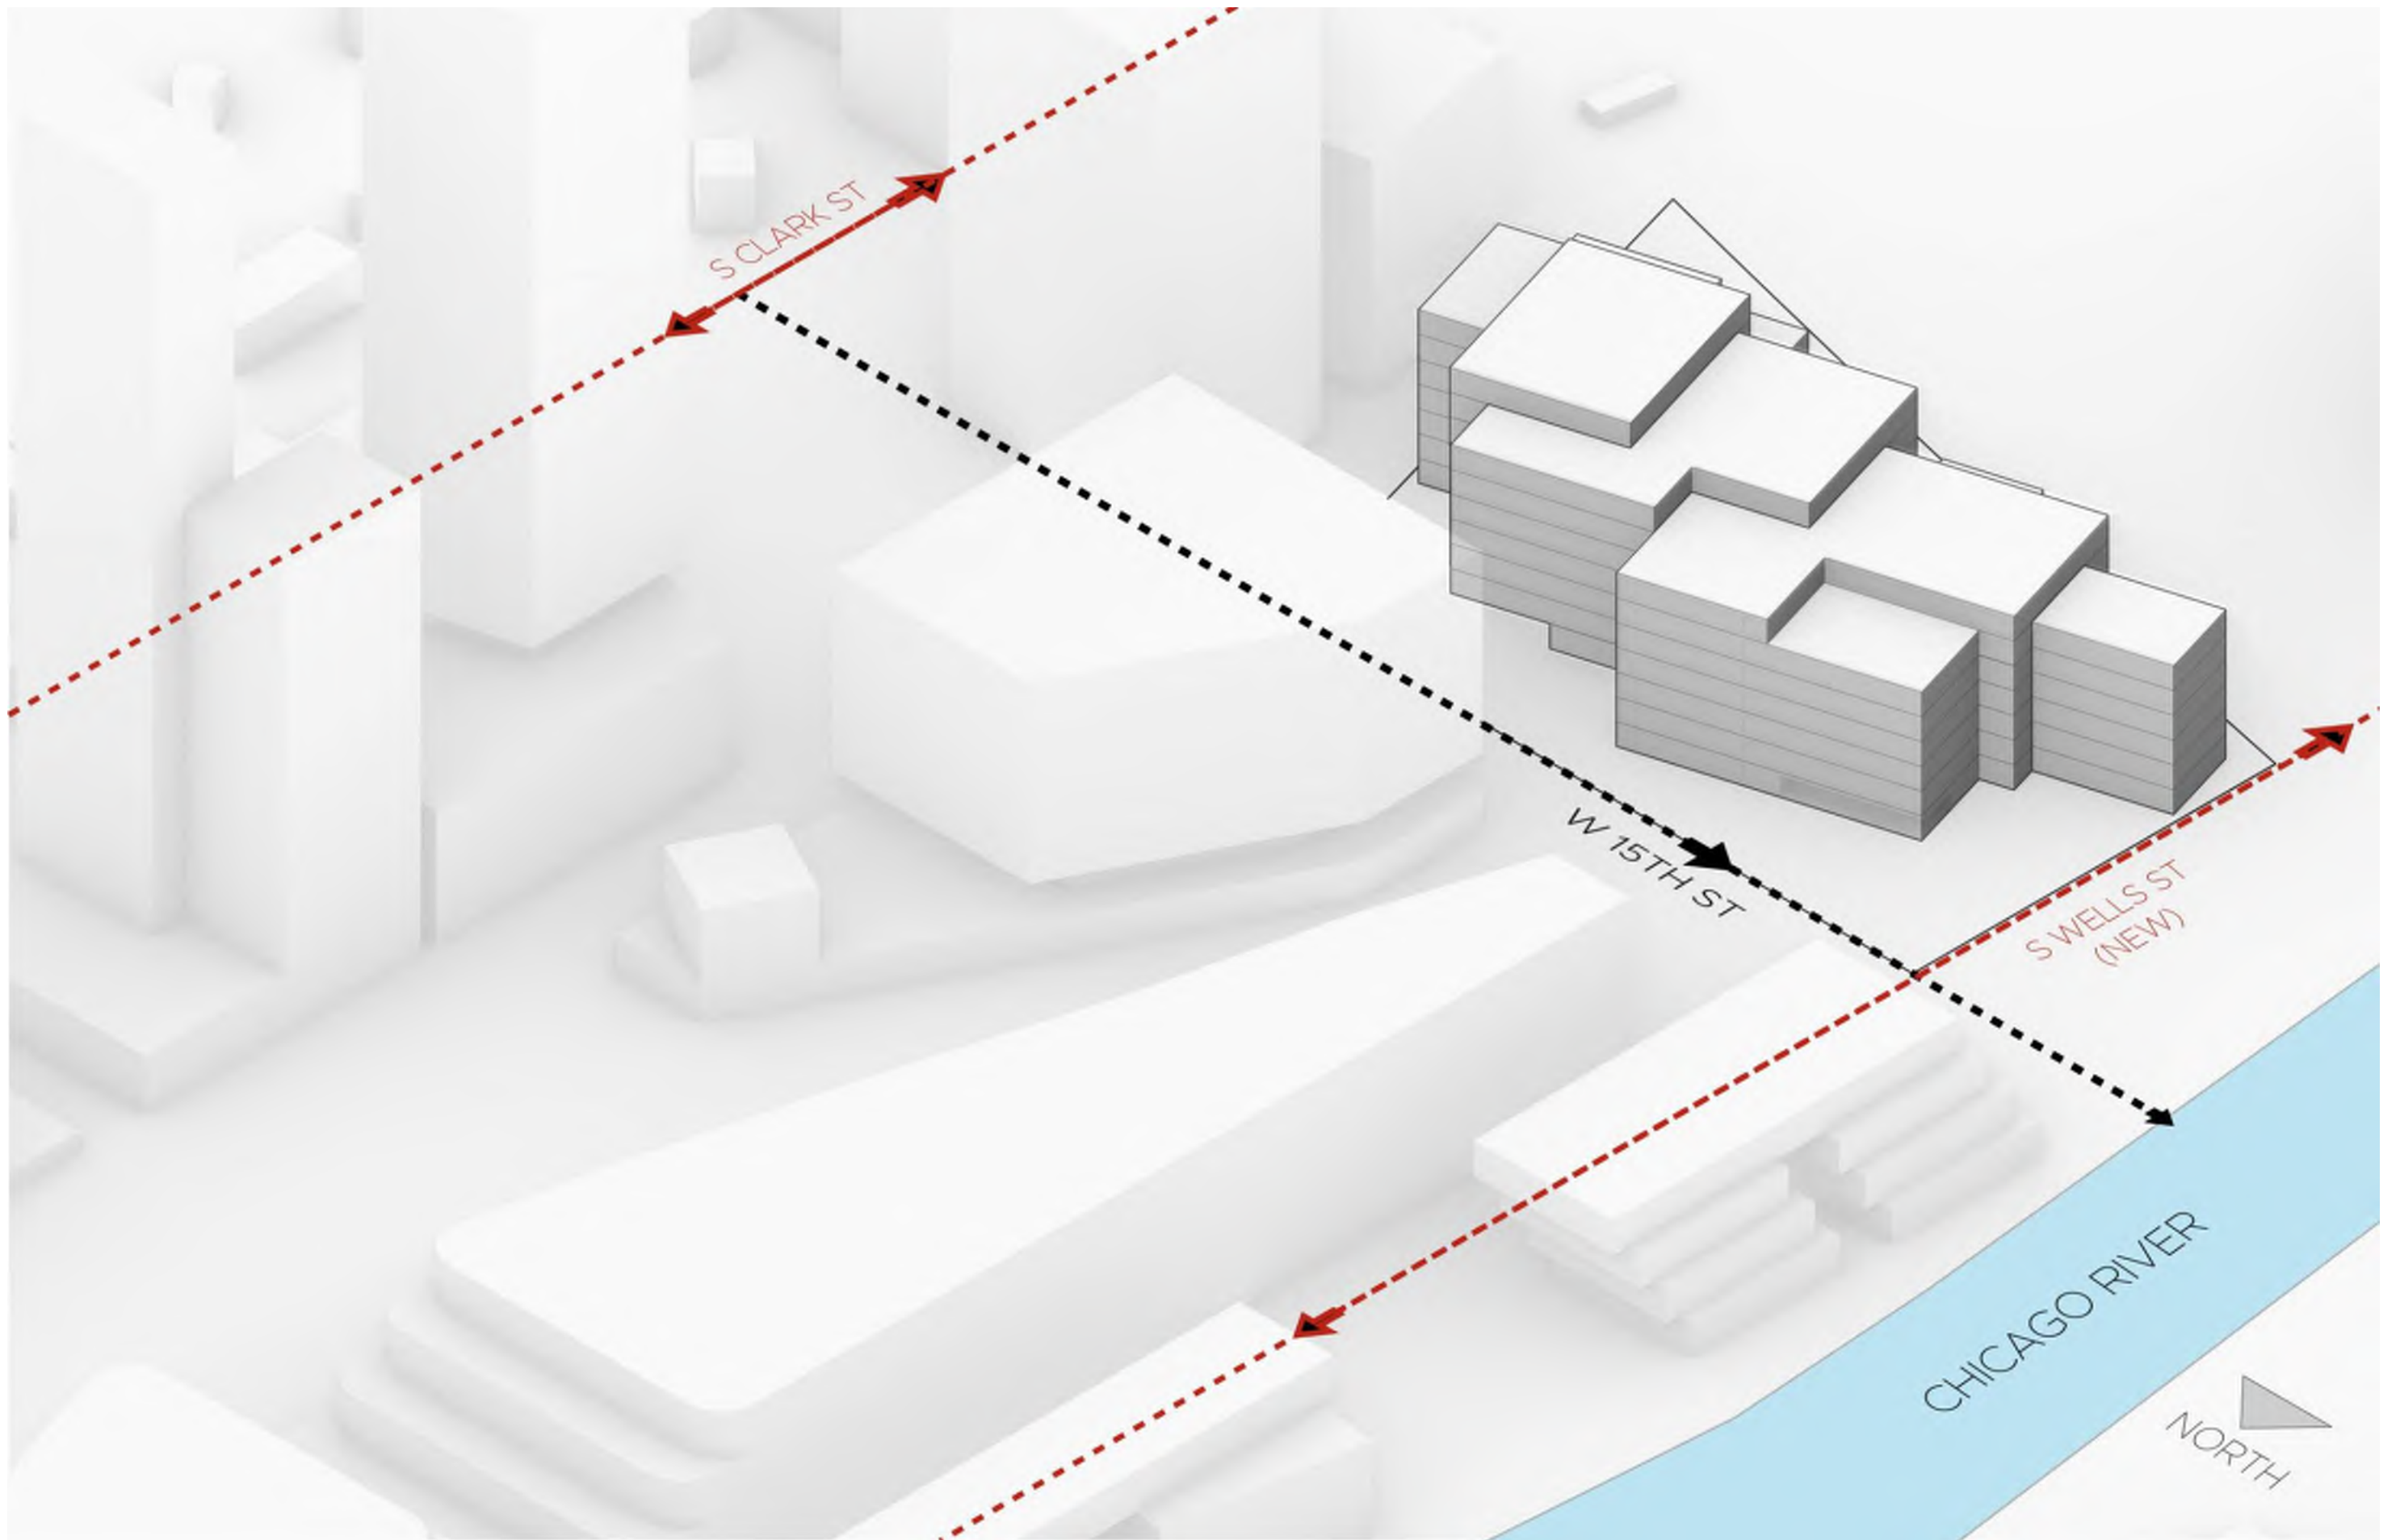 S CLARK ST
W 15TH ST
S WELLS ST
(NEW)
CHICAGO RIVER
NORTH